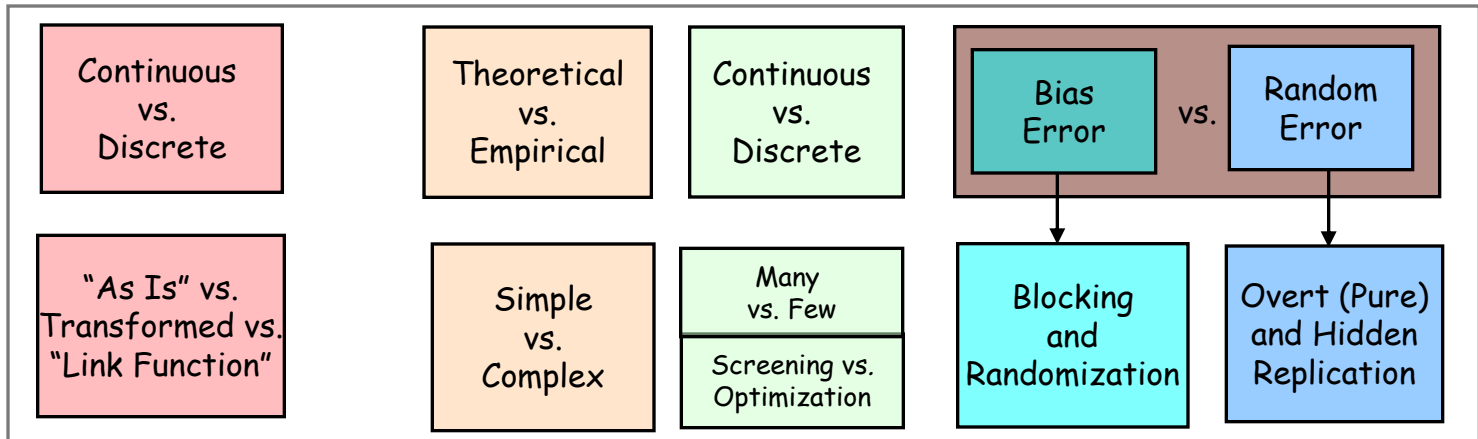 Continuous
vs.
Discrete
Theoretical
vs.
Empirical
Continuous
vs.
Discrete
Bias
Error
vs.
Random
Error
“As Is” vs.
Transformed vs.
“Link Function”
Simple
vs.
Complex
Many
vs. Few
Screening vs.
Optimization
Blocking
and
Randomization
Overt (Pure)
and Hidden
Replication